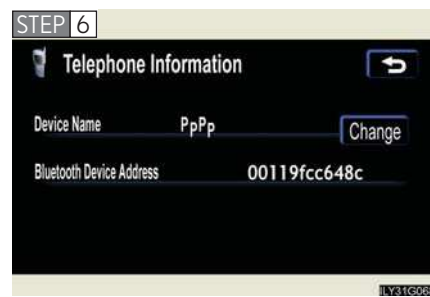 STEP 6
Telephone Information
Device Name PpPp Change
Bluetooth Device Address 00119fcc648c
ILY31G06